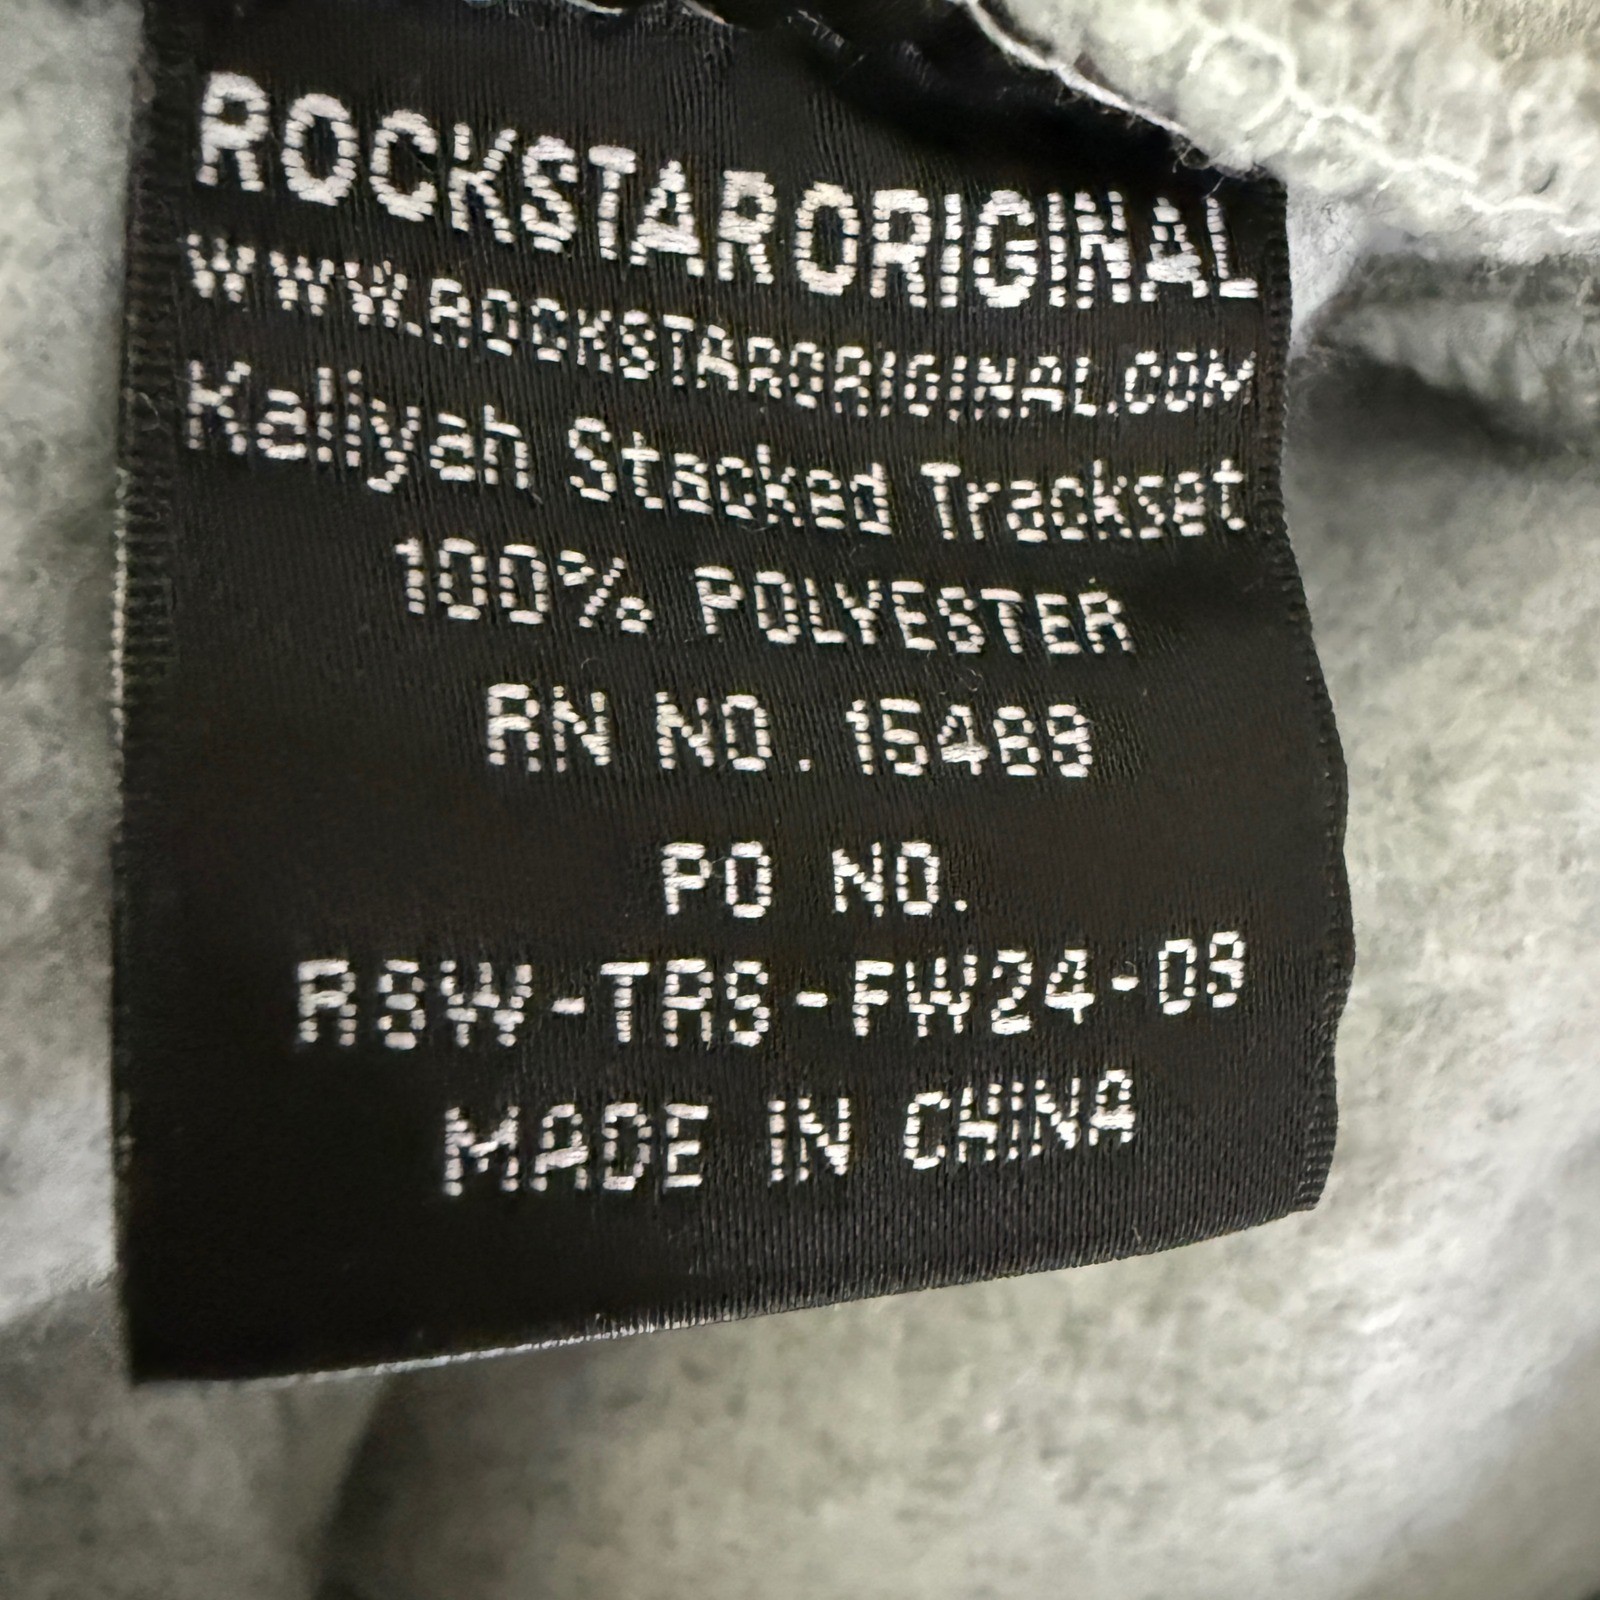 ROCKSTARORIGINAL
WWW.ROCKSTARORIGINAL.COM
Kaliyah Stacked Trackset
100% POLYESTER
RN NO. 15469
PO NO.
RSW-TRS-FW24-09
MADE IN CHINA